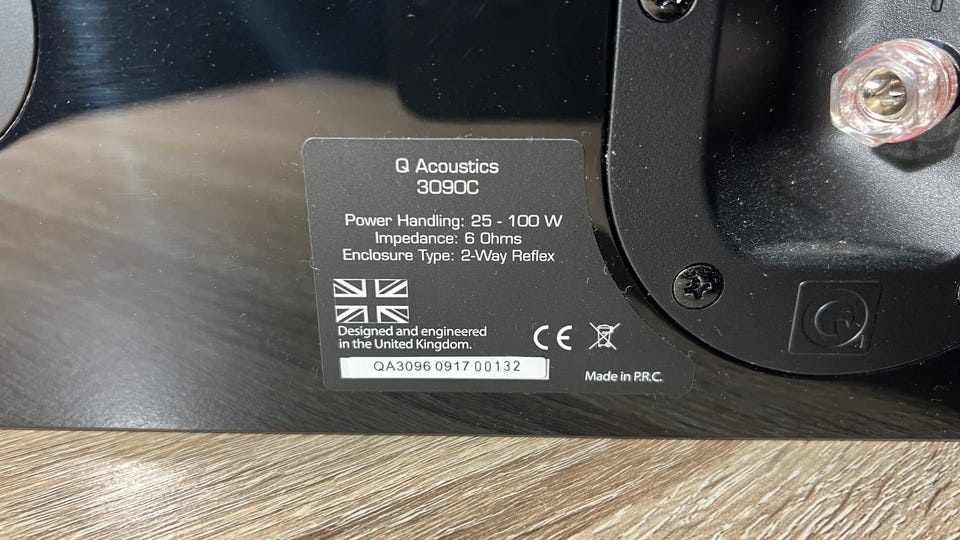 Q Acoustics
3090C
Power Handling: 25 - 100 W
Impedance: 6 Ohms
Enclosure Type: 2-Way Reflex
Designed and engineered
in the United Kingdom.
CE
QA3096 0917 00132
Made in P.R.C.